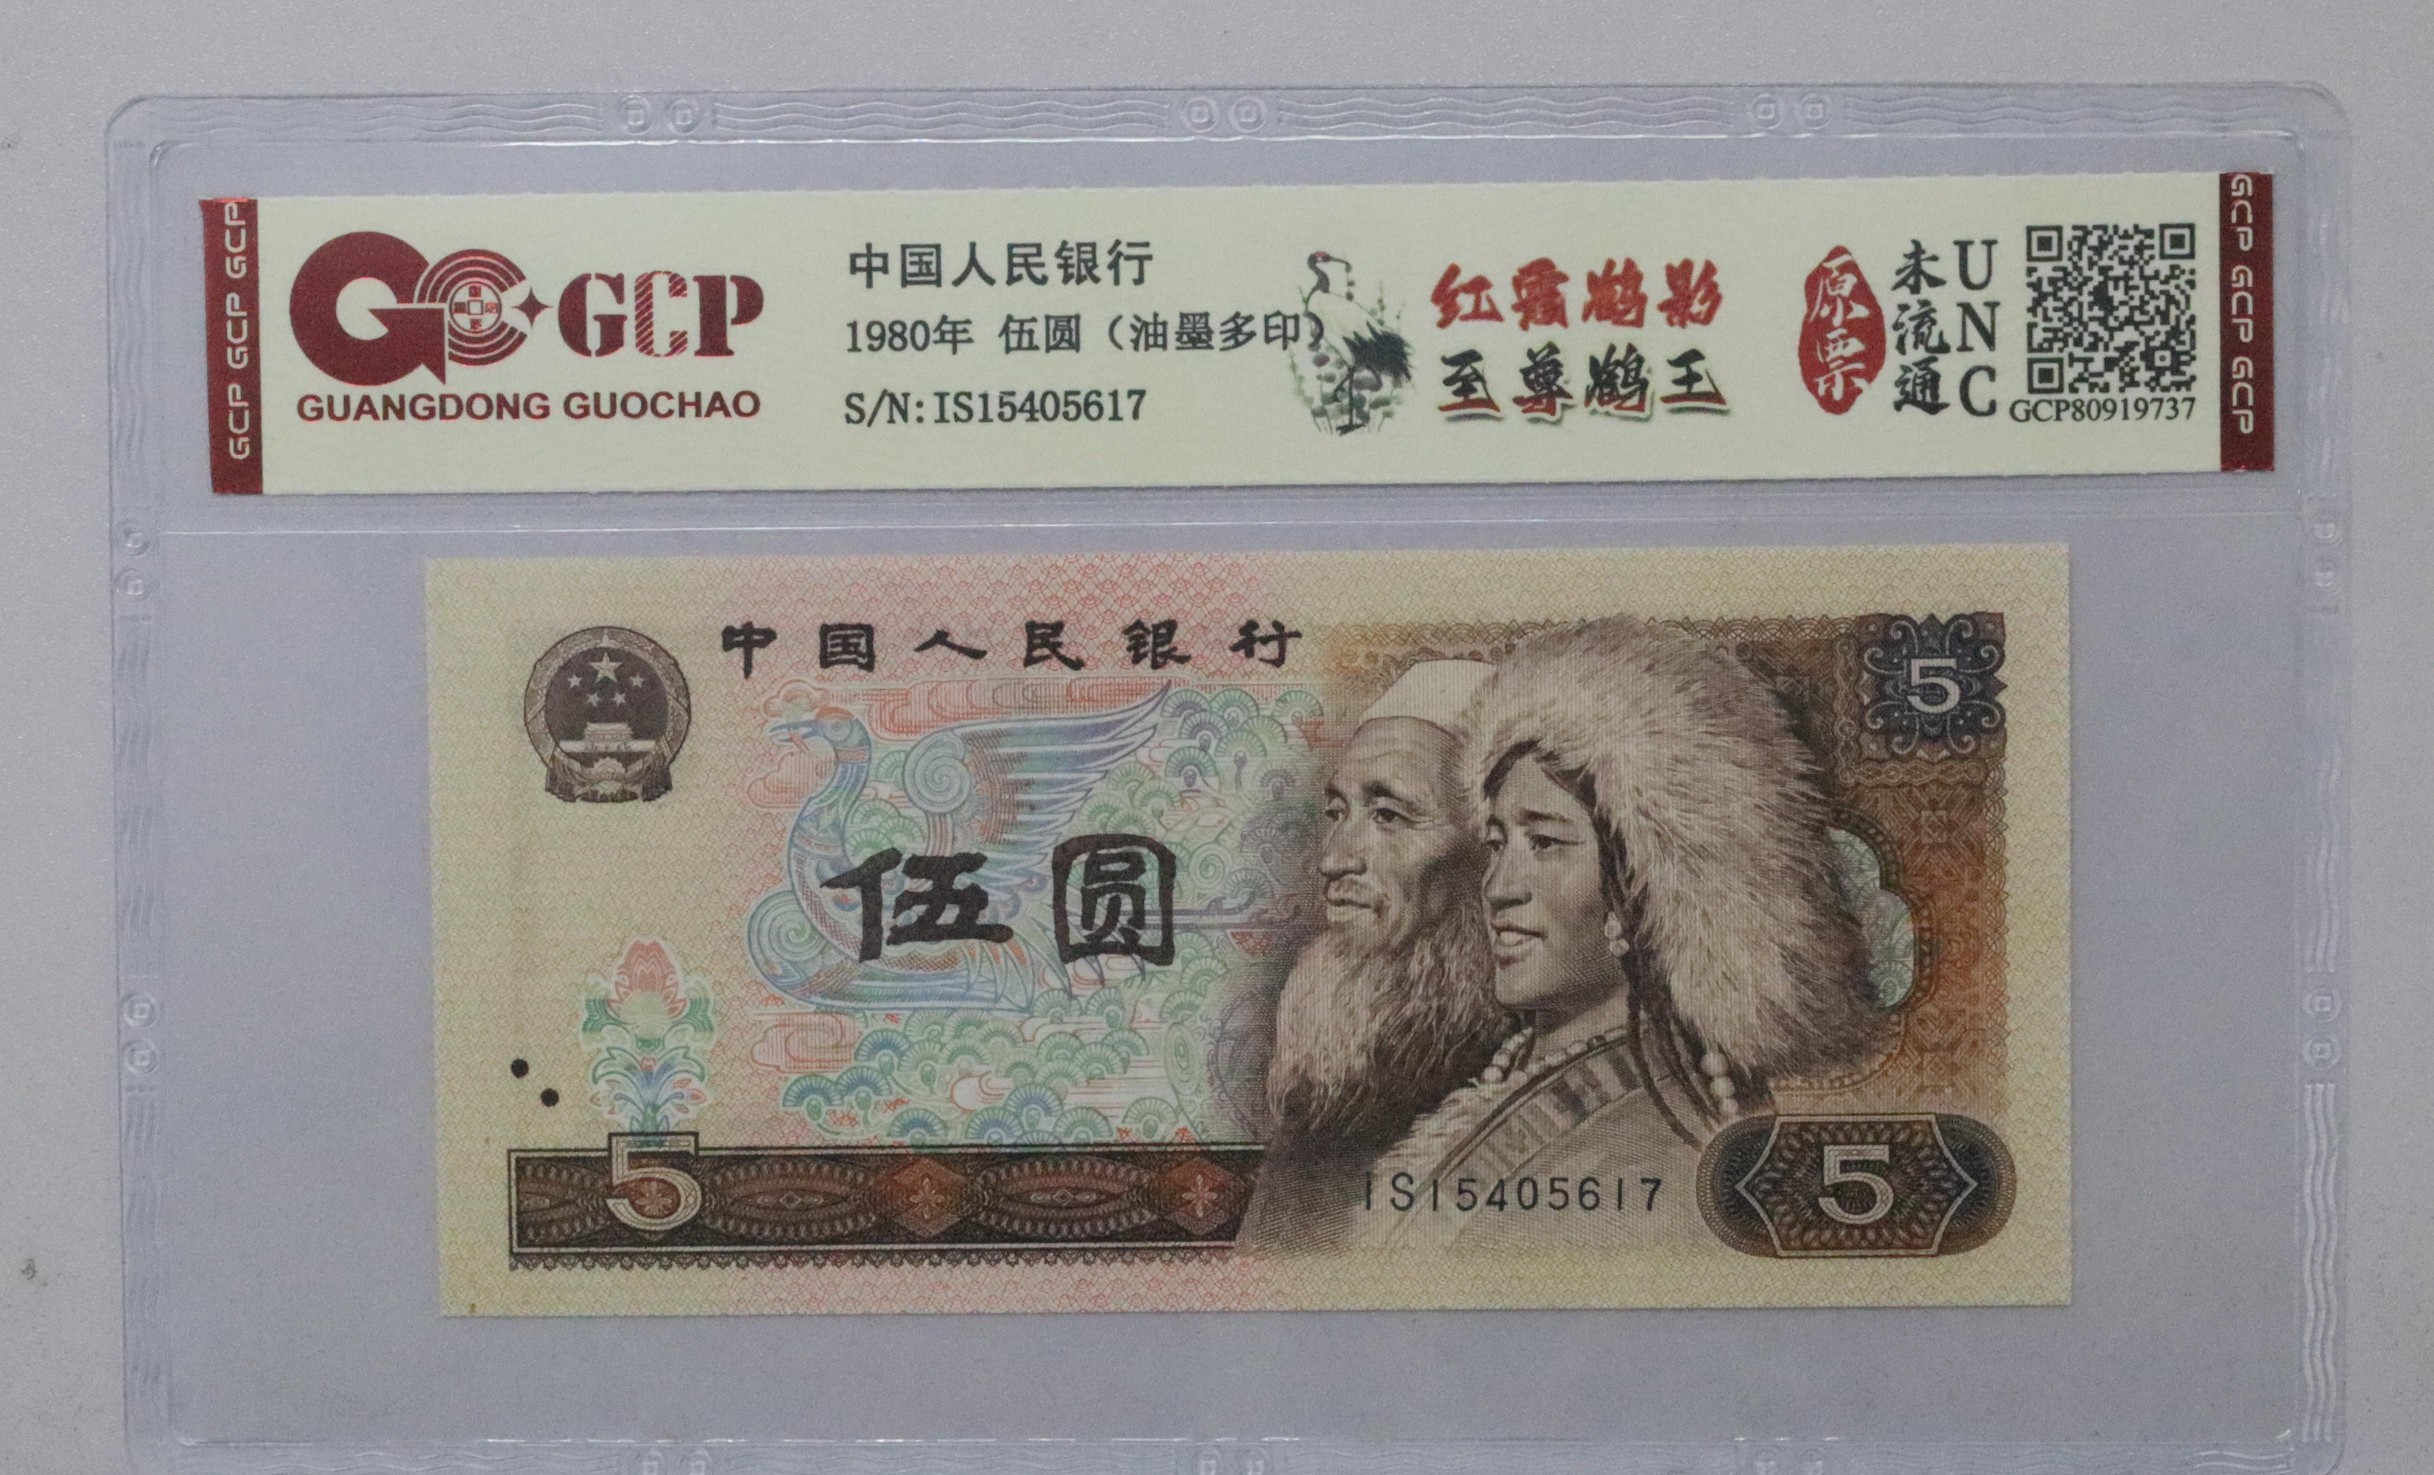 GCP GCP GCP
GCP
GUANGDONG GUOCHAO
中国人民银行
1980年 伍圆（油墨多印）
S/N: IS15405617
红霞鹤影
至尊鹤王
原票
未流通
UNC
GCP80919737
GCP GCP GCP
中国人民银行
5
伍圆
5
IS15405617
5